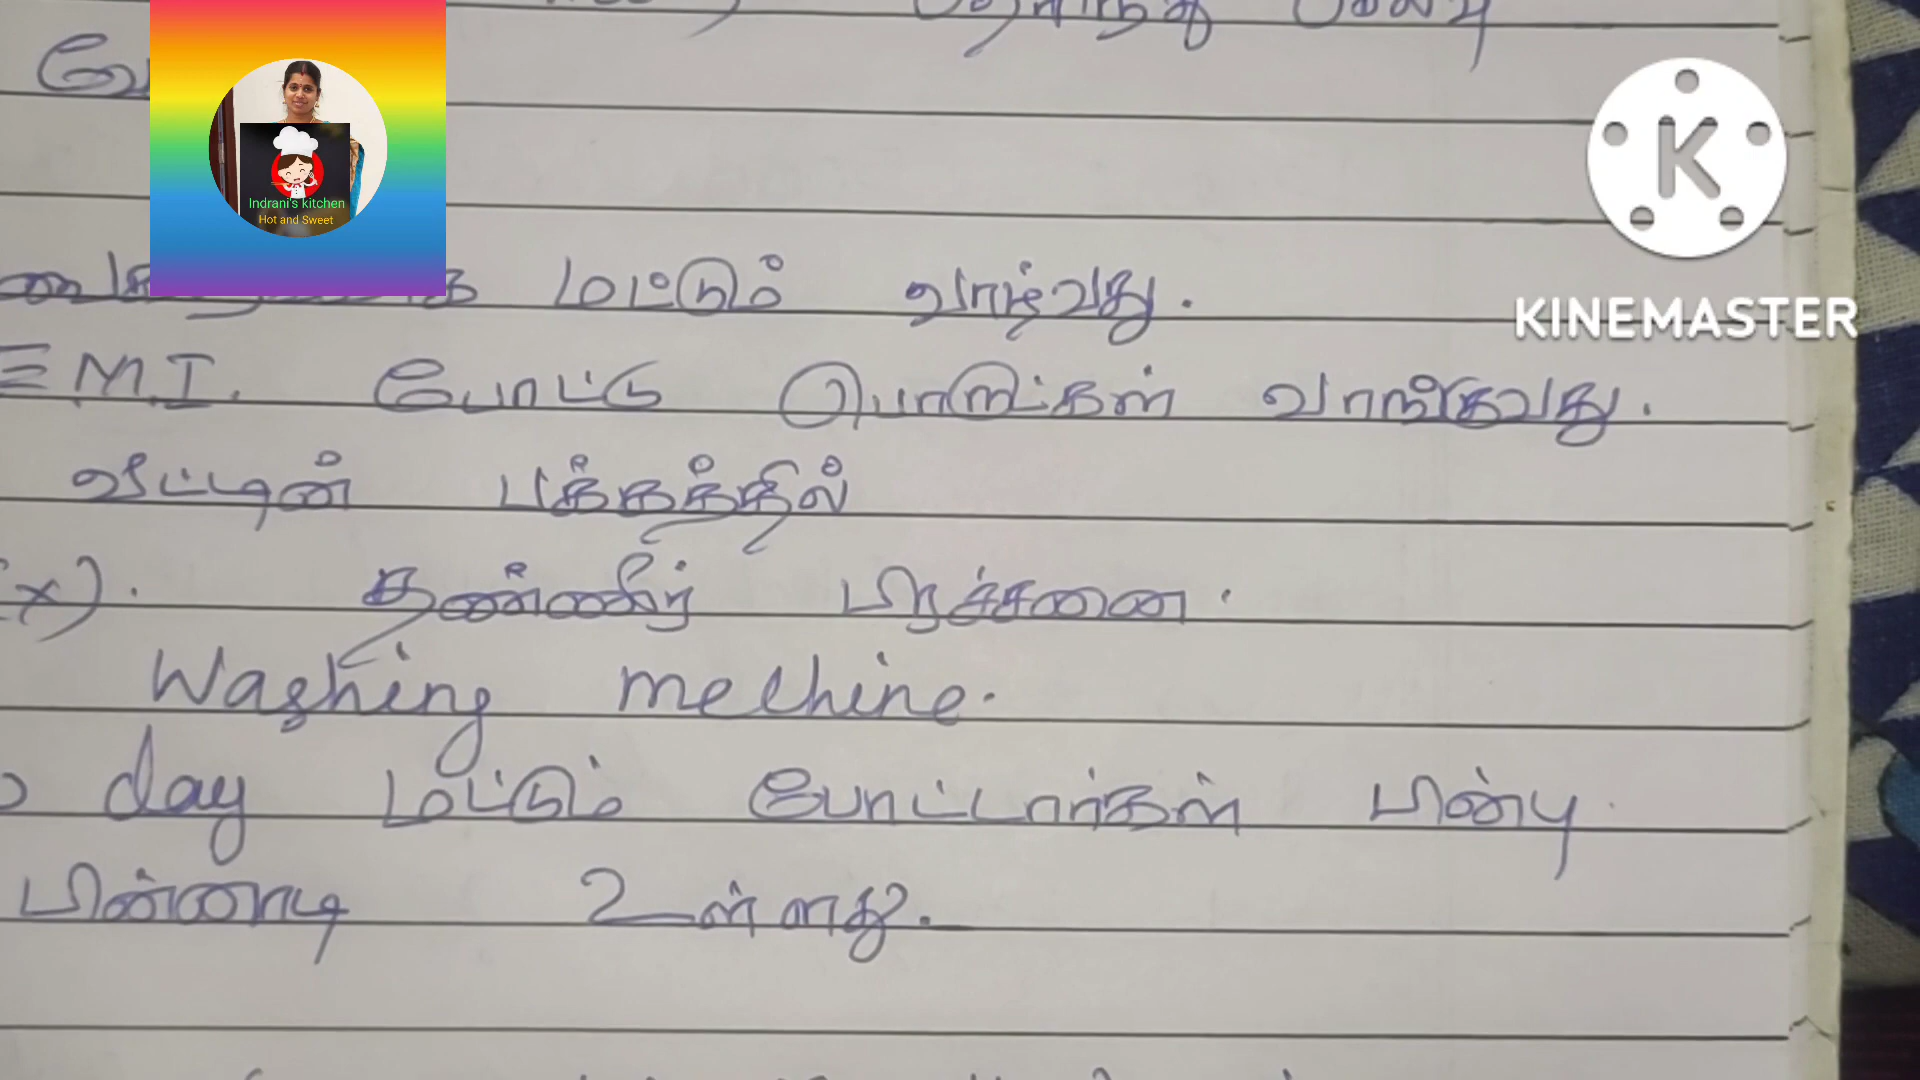 Indrani's kitchen
Hot and Sweet
KINEMASTER
மட்டும் வாழ்வது.
E.M.I. போட்டு பொருட்கள் வாங்குவது.
வீட்டின் பக்கத்தில்
தண்ணீர் பிரச்சனை.
Washing mechine.
day மட்டும் போட்டார்கள் பின்பு
பின்னாடி உள்ளது.